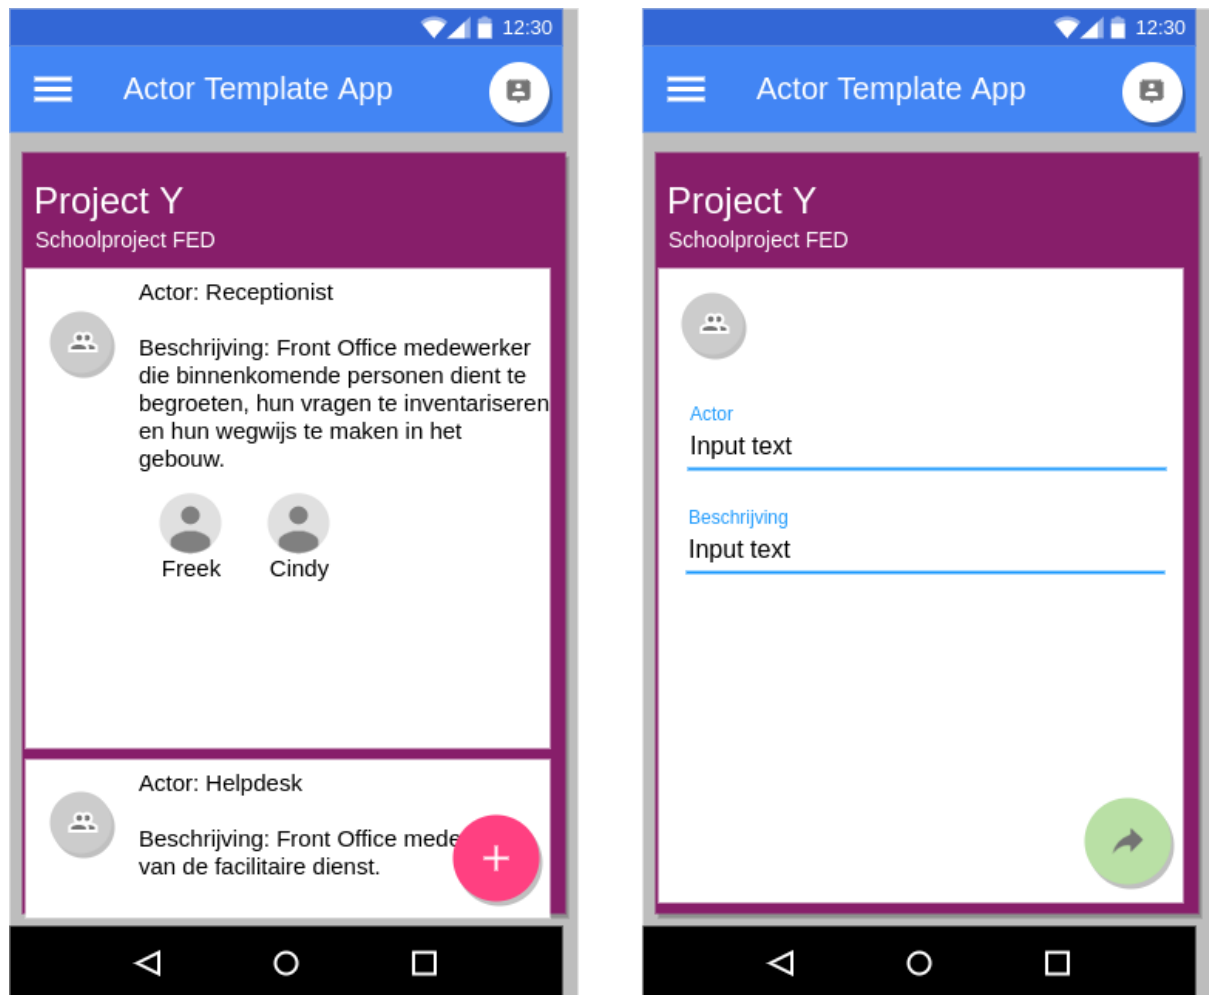 12:30
Actor Template App
Project Y
Schoolproject FED
Actor: Receptionist
Beschrijving: Front Office medewerker
die binnenkomende personen dient te
begroeten, hun vragen te inventariseren
en hun wegwijs te maken in het
gebouw.
Freek Cindy
Actor: Helpdesk
Beschrijving: Front Office mede
van de facilitaire dienst.
12:30
Actor Template App
Project Y
Schoolproject FED
Actor
Input text
Beschrijving
Input text